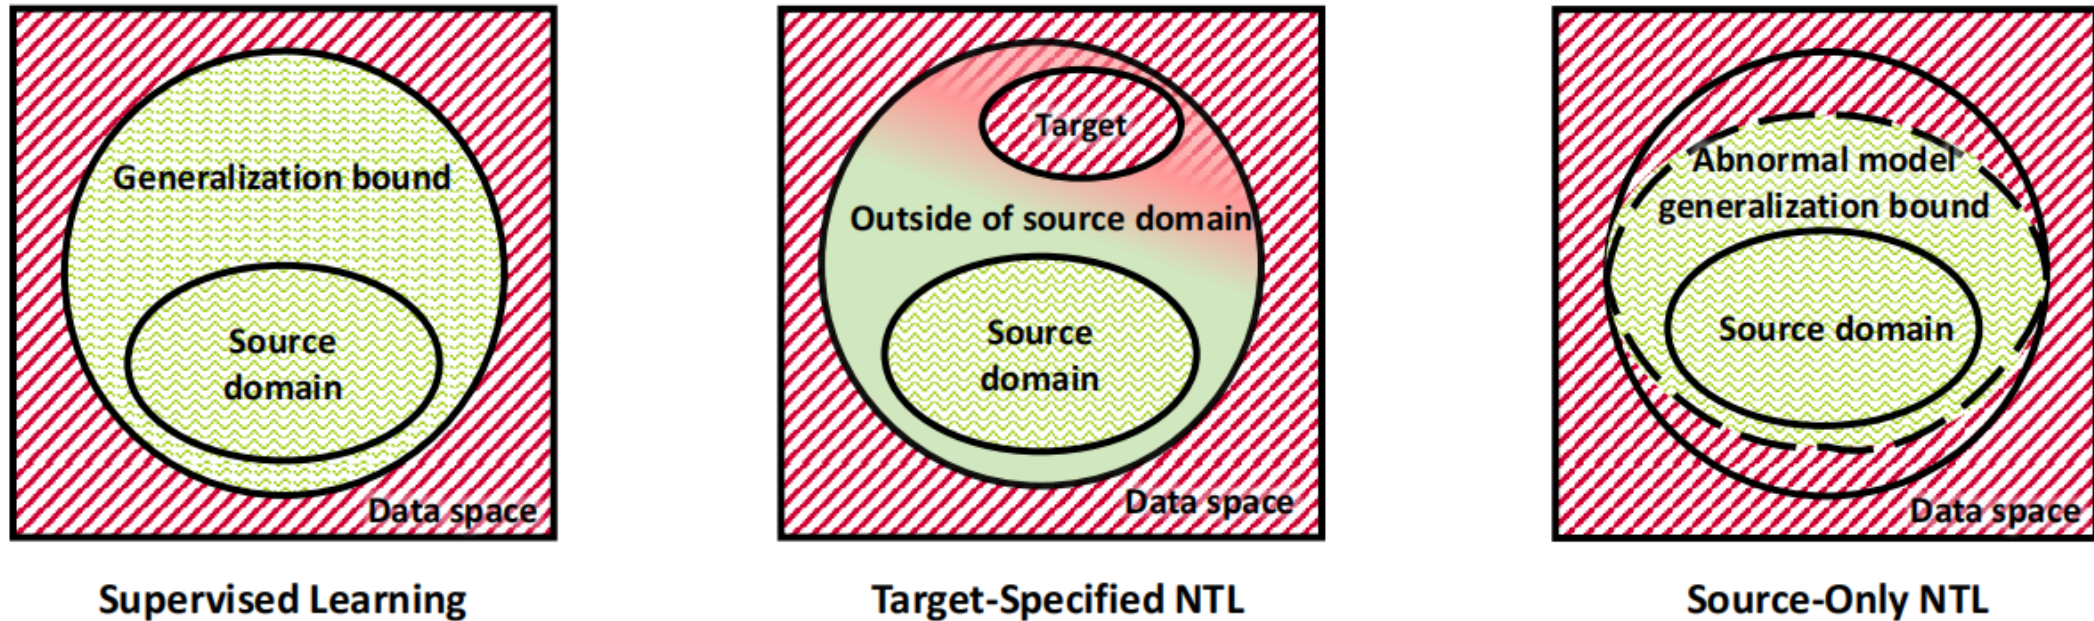 Generalization bound
Source
domain
Data space
Supervised Learning
Target
Outside of source domain
Source
domain
Data space
Target-Specified NTL
Abnormal model
generalization bound
Source domain
Data space
Source-Only NTL